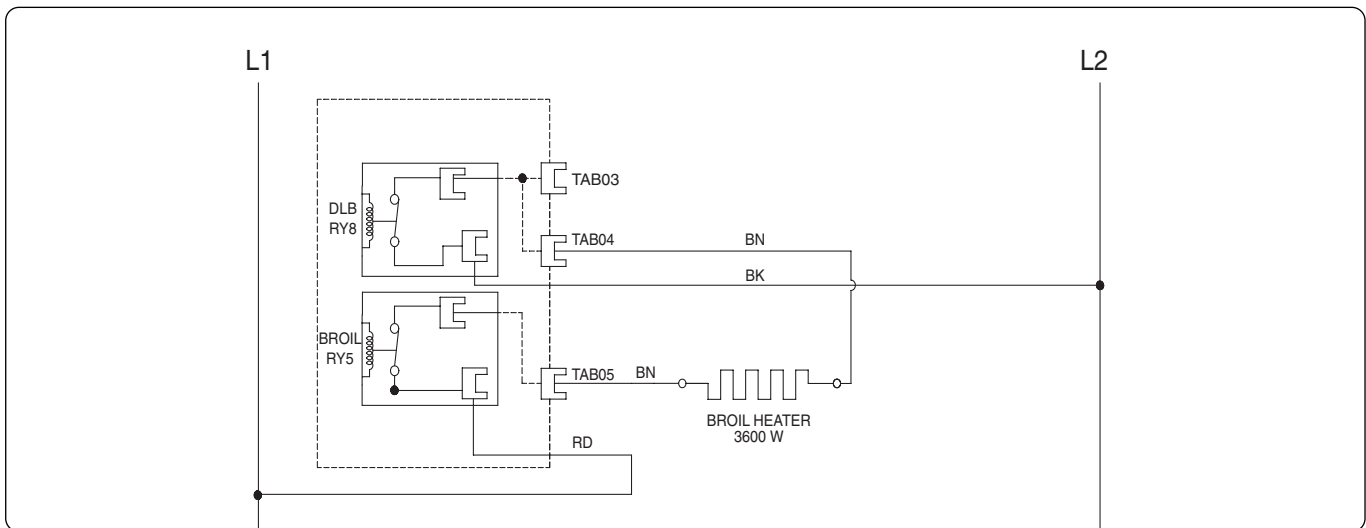 L1
L2
DLB
RY8
TAB03
TAB04
BN
BK
BROIL
RY5
TAB05
BN
BROIL HEATER
3600 W
RD